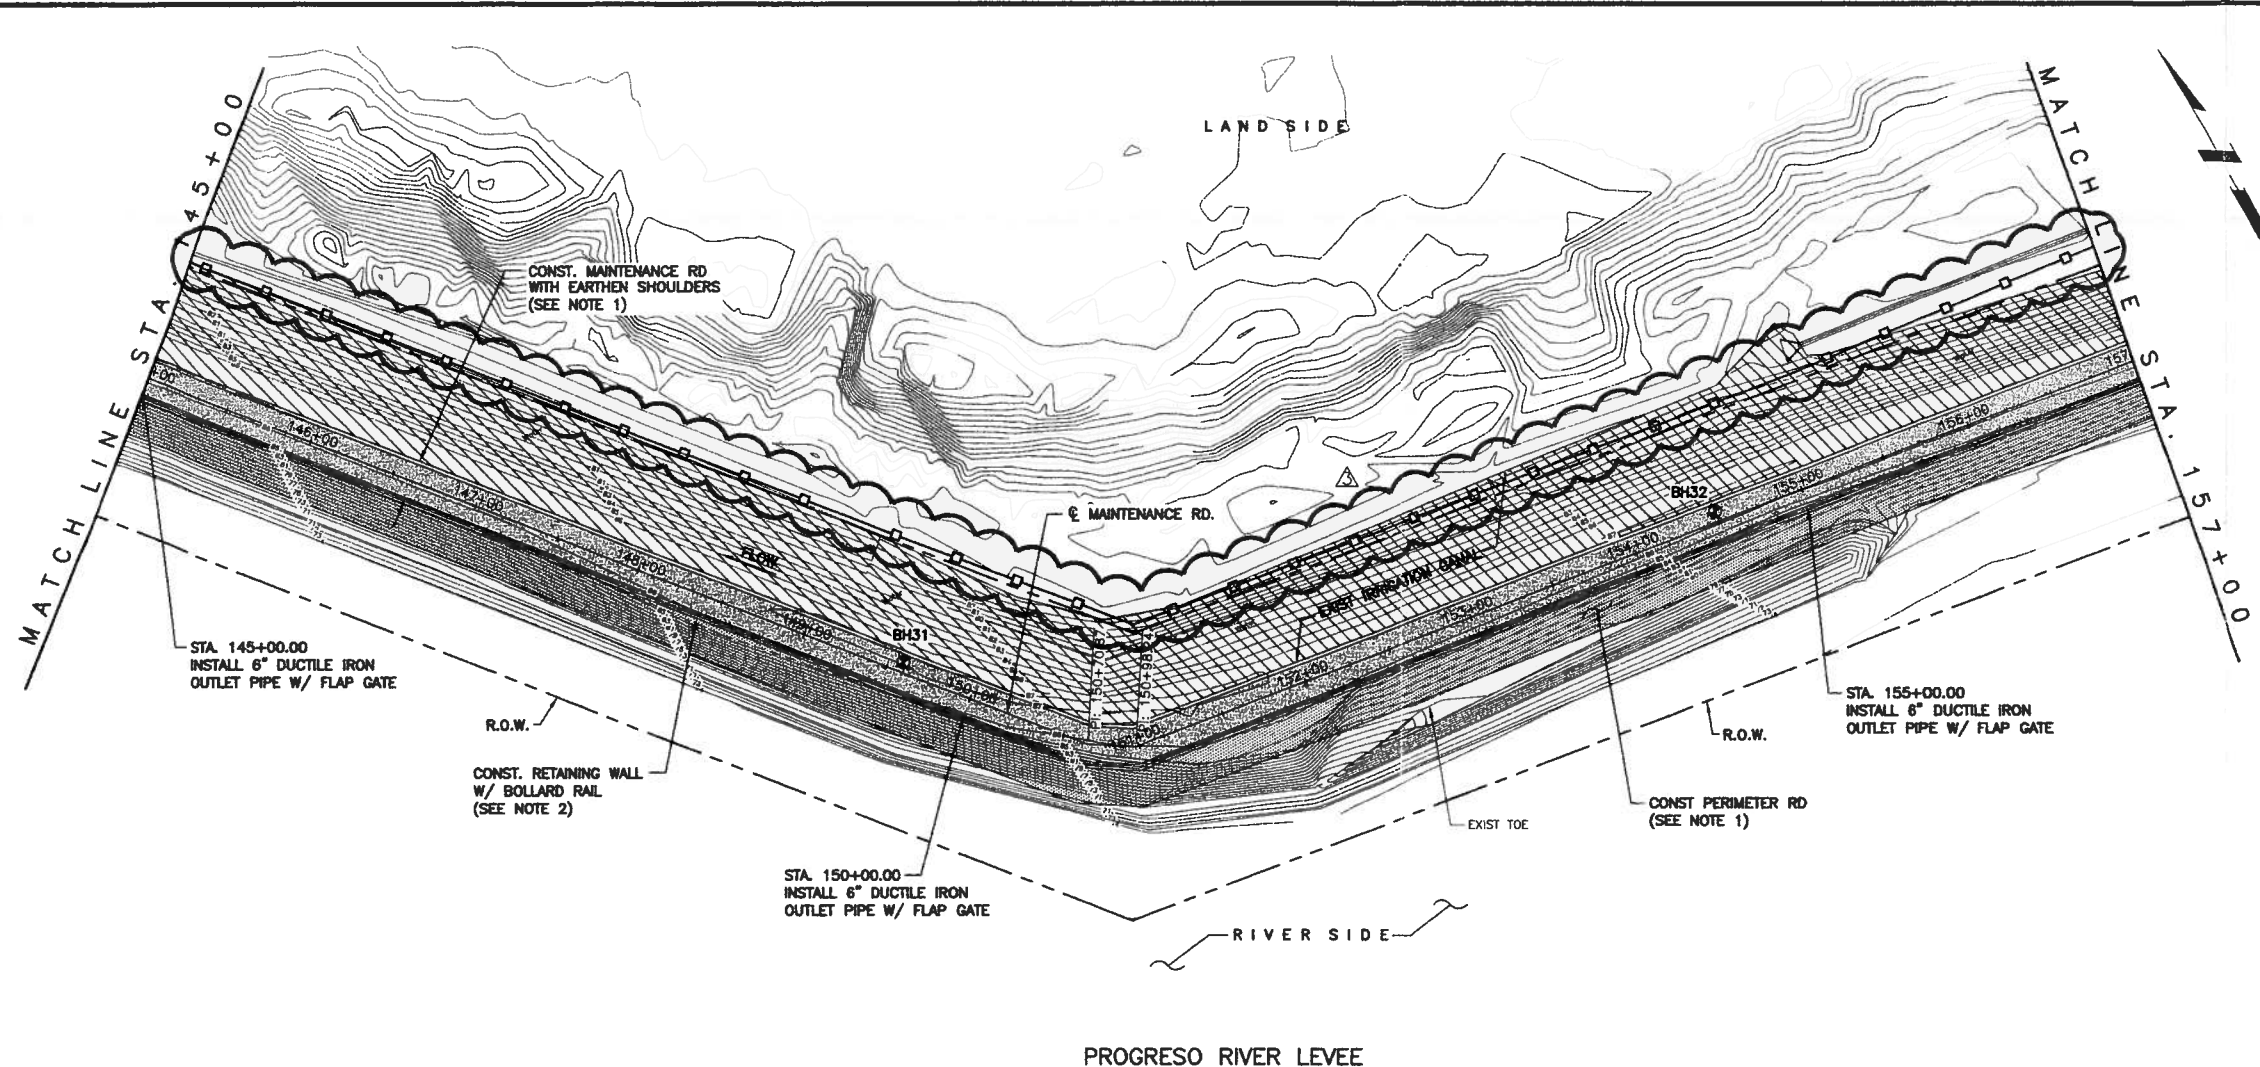 LAND SIDE
MATCH LINE STA. 145+00
MATCH LINE STA. 157+00
CONST. MAINTENANCE RD
WITH EARTHEN SHOULDERS
(SEE NOTE 1)
146+00
147+00
148+00
149+00
150+00
151+00
152+00
153+00
154+00
155+00
156+00
157
FLOW
BH31
BH32
3
℄ MAINTENANCE RD.
EXIST IRRIGATION CANAL
STA. 145+00.00
INSTALL 6" DUCTILE IRON
OUTLET PIPE W/ FLAP GATE
R.O.W.
CONST. RETAINING WALL
W/ BOLLARD RAIL
(SEE NOTE 2)
STA. 150+00.00
INSTALL 6" DUCTILE IRON
OUTLET PIPE W/ FLAP GATE
STA. 155+00.00
INSTALL 6" DUCTILE IRON
OUTLET PIPE W/ FLAP GATE
R.O.W.
CONST PERIMETER RD
(SEE NOTE 1)
EXIST TOE
RIVER SIDE
PROGRESO RIVER LEVEE